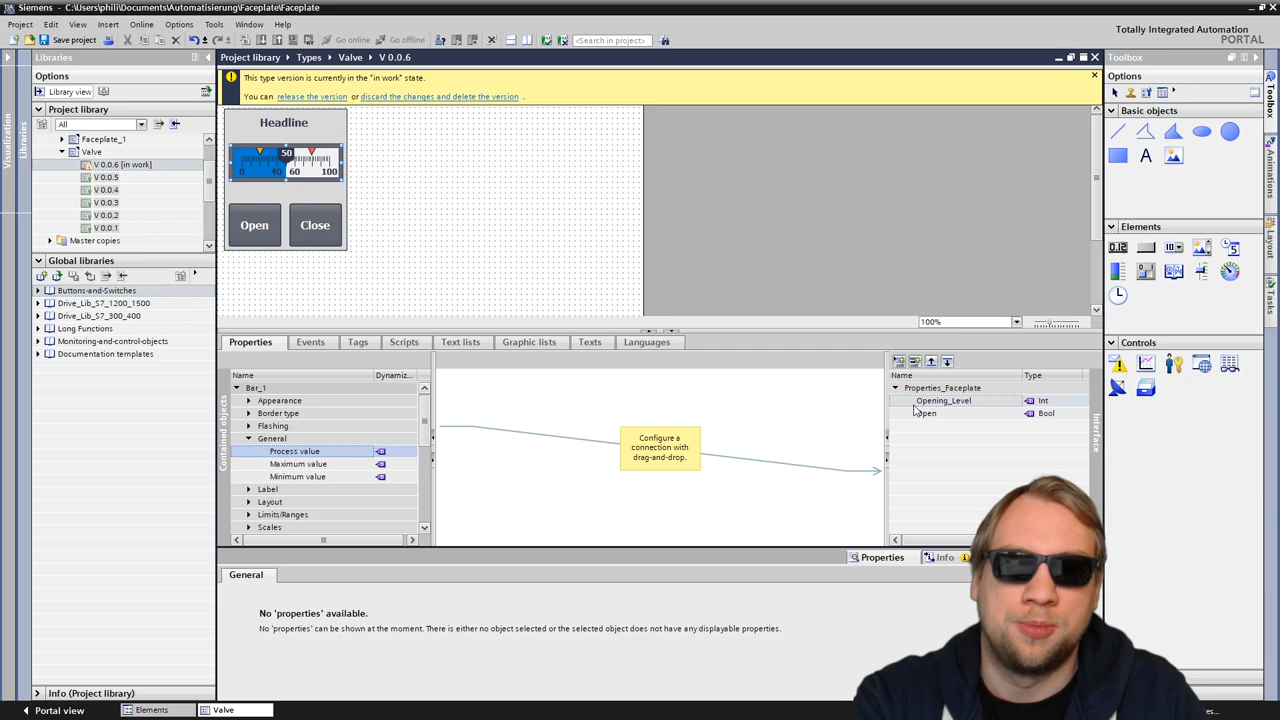 Siemens - C:\Users\phili\Documents\Automatisierung\Faceplate\Faceplate
Project Edit View Insert Online Options Tools Window Help
Totally Integrated Automation
PORTAL
Save project Go online Go offline <Search in project>
Libraries
Project library Types Valve V 0.0.6
Toolbox
Options
Library view
Project library
All
Faceplate_1
Valve
V 0.0.6 [in work]
V 0.0.5
V 0.0.4
V 0.0.3
V 0.0.2
V 0.0.1
Master copies
Global libraries
Buttons-and-Switches
Drive_Lib_S7_1200_1500
Drive_Lib_S7_300_400
Long Functions
Monitoring-and-control-objects
Documentation templates
Info (Project library)
Visualization
Libraries
This type version is currently in the "in work" state.
You can release the version or discard the changes and delete the version .
Headline
50
0 40 60 100
Open Close
100%
Properties Events Tags Scripts Text lists Graphic lists Texts Languages
Name Dynamiz...
Bar_1
Appearance
Border type
Flashing
General
Process value
Maximum value
Minimum value
Label
Layout
Limits/Ranges
Scales
Contained objects
Configure a
connection with
drag-and-drop.
Name Type
Properties_Faceplate
Opening_Level Int
Open Bool
Interface
Properties Info
General
No 'properties' available.
No 'properties' can be shown at the moment. There is either no object selected or the selected object does not have any displayable properties.
Options
Basic objects
Elements
Controls
Toolbox
Animations
Layout
Tasks
Portal view Elements Valve